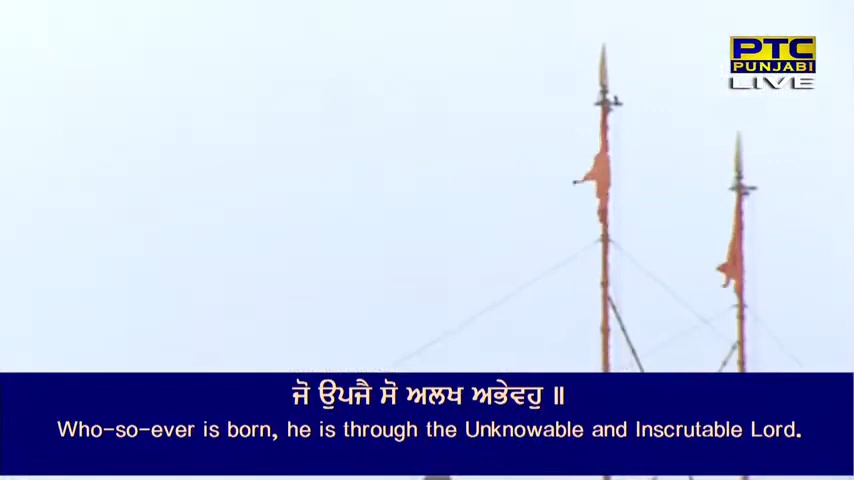 PTC
PUNJABI
LIVE
ਜੋ ਉਪਜੈ ਸੋ ਅਲਖ ਅਭੇਵਹੁ ॥
Who-so-ever is born, he is through the Unknowable and Inscrutable Lord.